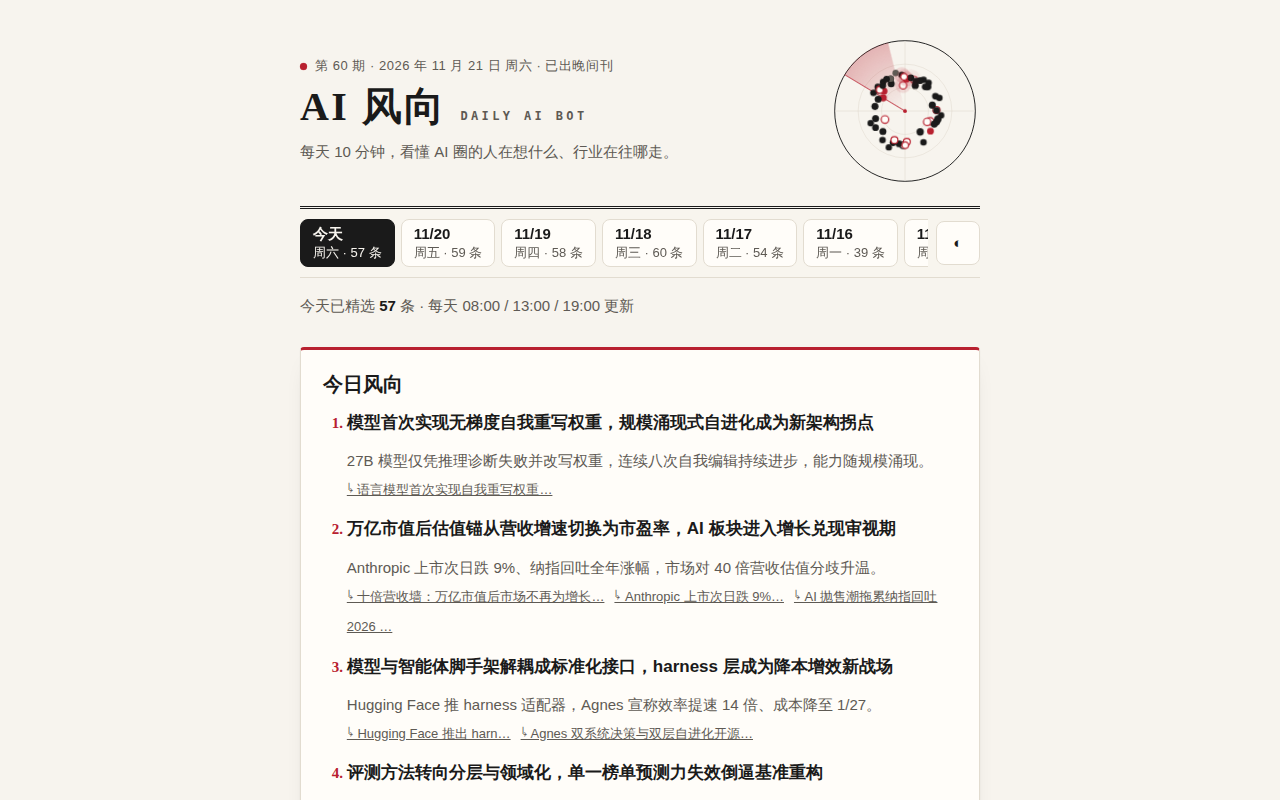 第 60 期 · 2026 年 11 月 21 日 周六 · 已出晚间刊
AI 风向 DAILY AI BOT
每天 10 分钟，看懂 AI 圈的人在想什么、行业在往哪走。
今天
周六 · 57 条
11/20
周五 · 59 条
11/19
周四 · 58 条
11/18
周三 · 60 条
11/17
周二 · 54 条
11/16
周一 · 39 条
今天已精选 57 条 · 每天 08:00 / 13:00 / 19:00 更新
今日风向
1. 模型首次实现无梯度自我重写权重，规模涌现式自进化成为新架构拐点
27B 模型仅凭推理诊断失败并改写权重，连续八次自我编辑持续进步，能力随规模涌现。
↳ 语言模型首次实现自我重写权重…
2. 万亿市值后估值锚从营收增速切换为市盈率，AI 板块进入增长兑现审视期
Anthropic 上市次日跌 9%、纳指回吐全年涨幅，市场对 40 倍营收估值分歧升温。
↳ 十倍营收墙：万亿市值后市场不再为增长… ↳ Anthropic 上市次日跌 9%… ↳ AI 抛售潮拖累纳指回吐
2026 …
3. 模型与智能体脚手架解耦成标准化接口，harness 层成为降本增效新战场
Hugging Face 推 harness 适配器，Agnes 宣称效率提速 14 倍、成本降至 1/27。
↳ Hugging Face 推出 harn… ↳ Agnes 双系统决策与双层自进化开源…
4. 评测方法转向分层与领域化，单一榜单预测力失效倒逼基准重构